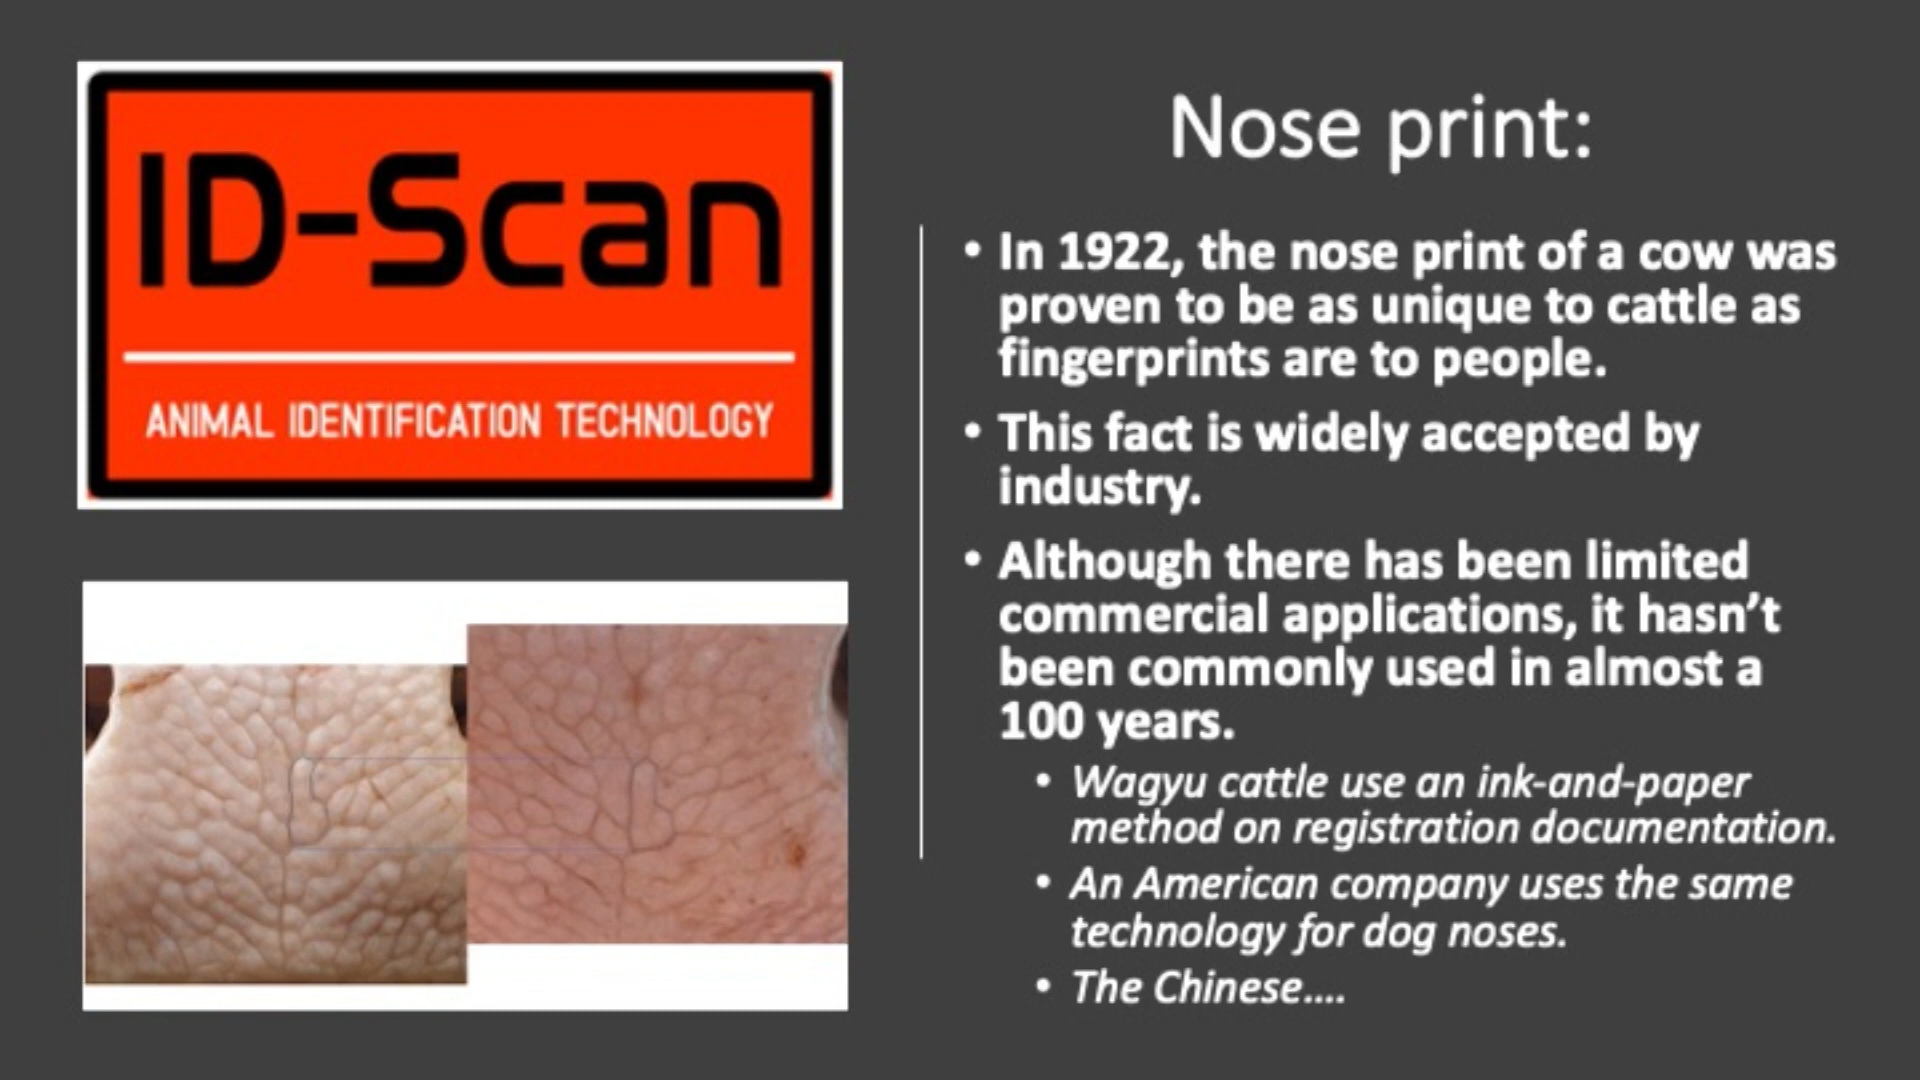 ID-Scan
ANIMAL IDENTIFICATION TECHNOLOGY
Nose print:
• In 1922, the nose print of a cow was
proven to be as unique to cattle as
fingerprints are to people.
• This fact is widely accepted by
industry.
• Although there has been limited
commercial applications, it hasn’t
been commonly used in almost a
100 years.
• Wagyu cattle use an ink-and-paper
method on registration documentation.
• An American company uses the same
technology for dog noses.
• The Chinese....